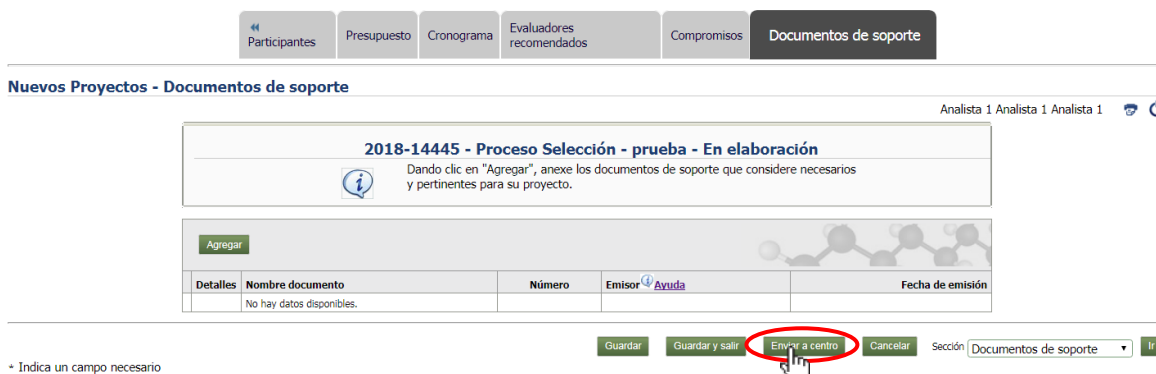 Participantes
Presupuesto
Cronograma
Evaluadores
recomendados
Compromisos
Documentos de soporte
Nuevos Proyectos - Documentos de soporte
Analista 1 Analista 1 Analista 1
2018-14445 - Proceso Selección - prueba - En elaboración
Dando clic en "Agregar", anexe los documentos de soporte que considere necesarios
y pertinentes para su proyecto.
Agregar
Detalles Nombre documento Número Emisor Ayuda Fecha de emisión
No hay datos disponibles.
Guardar Guardar y salir Enviar a centro Cancelar Sección Documentos de soporte Ir
* Indica un campo necesario